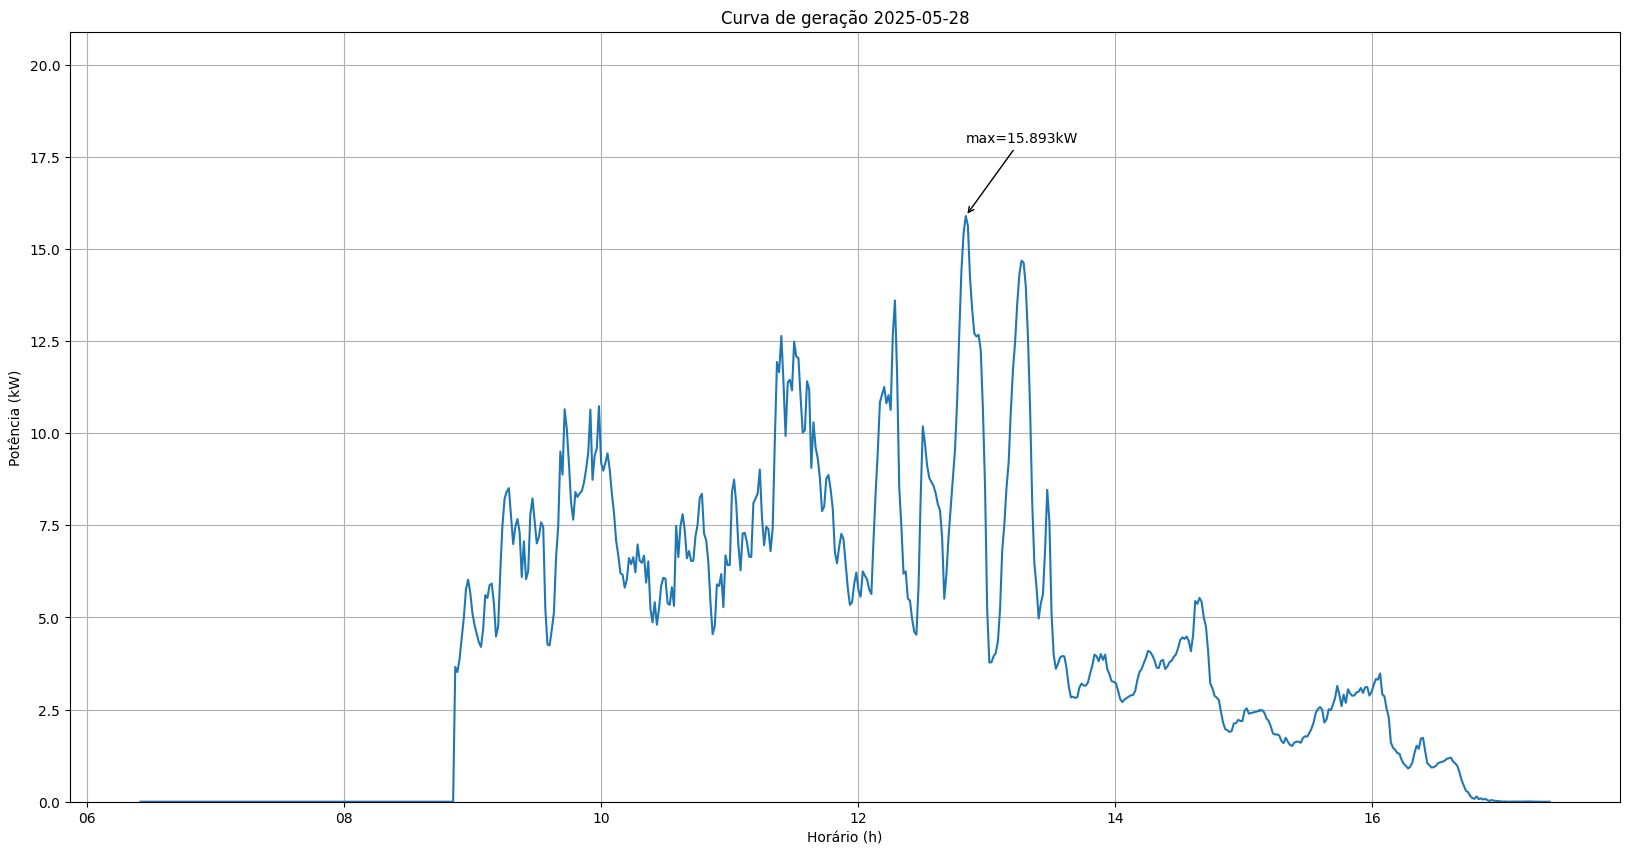 Curva de geração 2025-05-28
20.0
17.5
15.0
12.5
10.0
7.5
5.0
2.5
0.0
Potência (kW)
max=15.893kW
06 08 10 12 14 16
Horário (h)